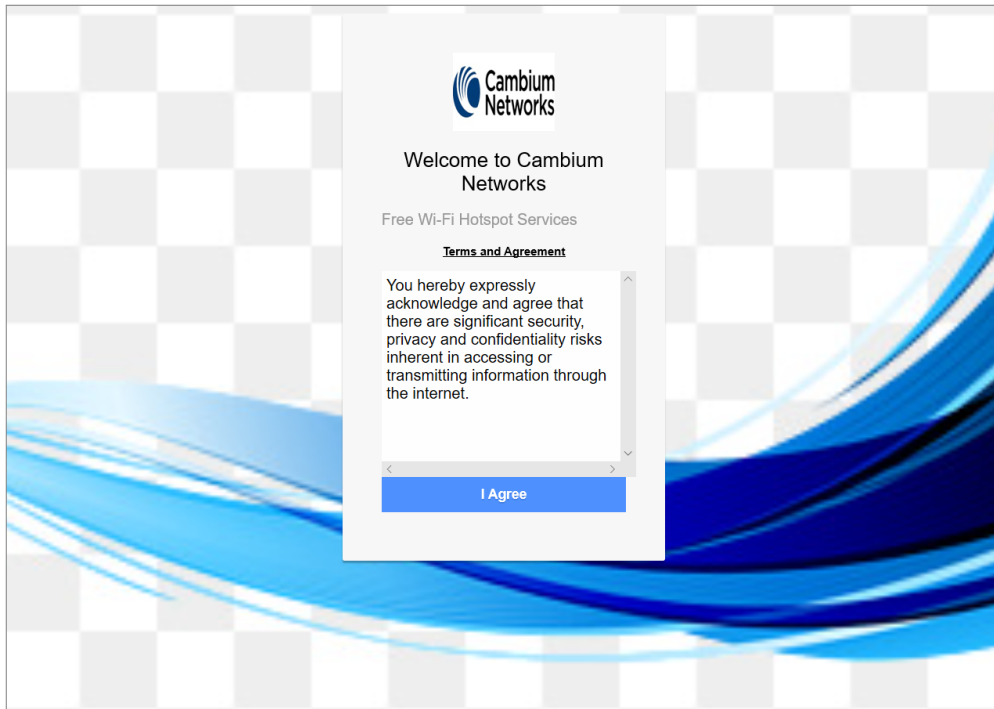 Cambium
Networks
Welcome to Cambium
Networks
Free Wi-Fi Hotspot Services
Terms and Agreement
You hereby expressly
acknowledge and agree that
there are significant security,
privacy and confidentiality risks
inherent in accessing or
transmitting information through
the internet.
I Agree